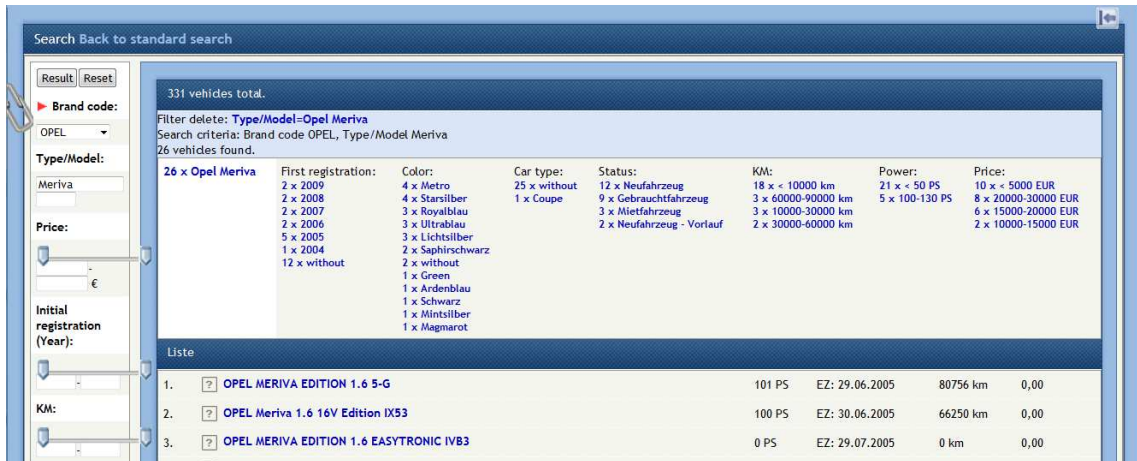 Search Back to standard search
Result Reset
Brand code:
OPEL
Type/Model:
Meriva
Price:
-
€
Initial
registration
(Year):
-
KM:
-
331 vehicles total.
Filter delete: Type/Model=Opel Meriva
Search criteria: Brand code OPEL, Type/Model Meriva
26 vehicles found.
26 x Opel Meriva
First registration:
2 x 2009
2 x 2008
2 x 2007
2 x 2006
5 x 2005
1 x 2004
12 x without
Color:
4 x Metro
4 x Starsilber
3 x Royalblau
3 x Ultrablau
3 x Lichtsilber
2 x Saphirschwarz
2 x without
1 x Green
1 x Ardenblau
1 x Schwarz
1 x Mintsilber
1 x Magmarot
Car type:
25 x without
1 x Coupe
Status:
12 x Neufahrzeug
9 x Gebrauchtfahrzeug
3 x Mietfahrzeug
2 x Neufahrzeug - Vorlauf
KM:
18 x < 10000 km
3 x 60000-90000 km
3 x 10000-30000 km
2 x 30000-60000 km
Power:
21 x < 50 PS
5 x 100-130 PS
Price:
10 x < 5000 EUR
8 x 20000-30000 EUR
6 x 15000-20000 EUR
2 x 10000-15000 EUR
Liste
1. ? OPEL MERIVA EDITION 1.6 5-G 101 PS EZ: 29.06.2005 80756 km 0,00
2. ? OPEL Meriva 1.6 16V Edition IX53 100 PS EZ: 30.06.2005 66250 km 0,00
3. ? OPEL MERIVA EDITION 1.6 EASYTRONIC IVB3 0 PS EZ: 29.07.2005 0 km 0,00